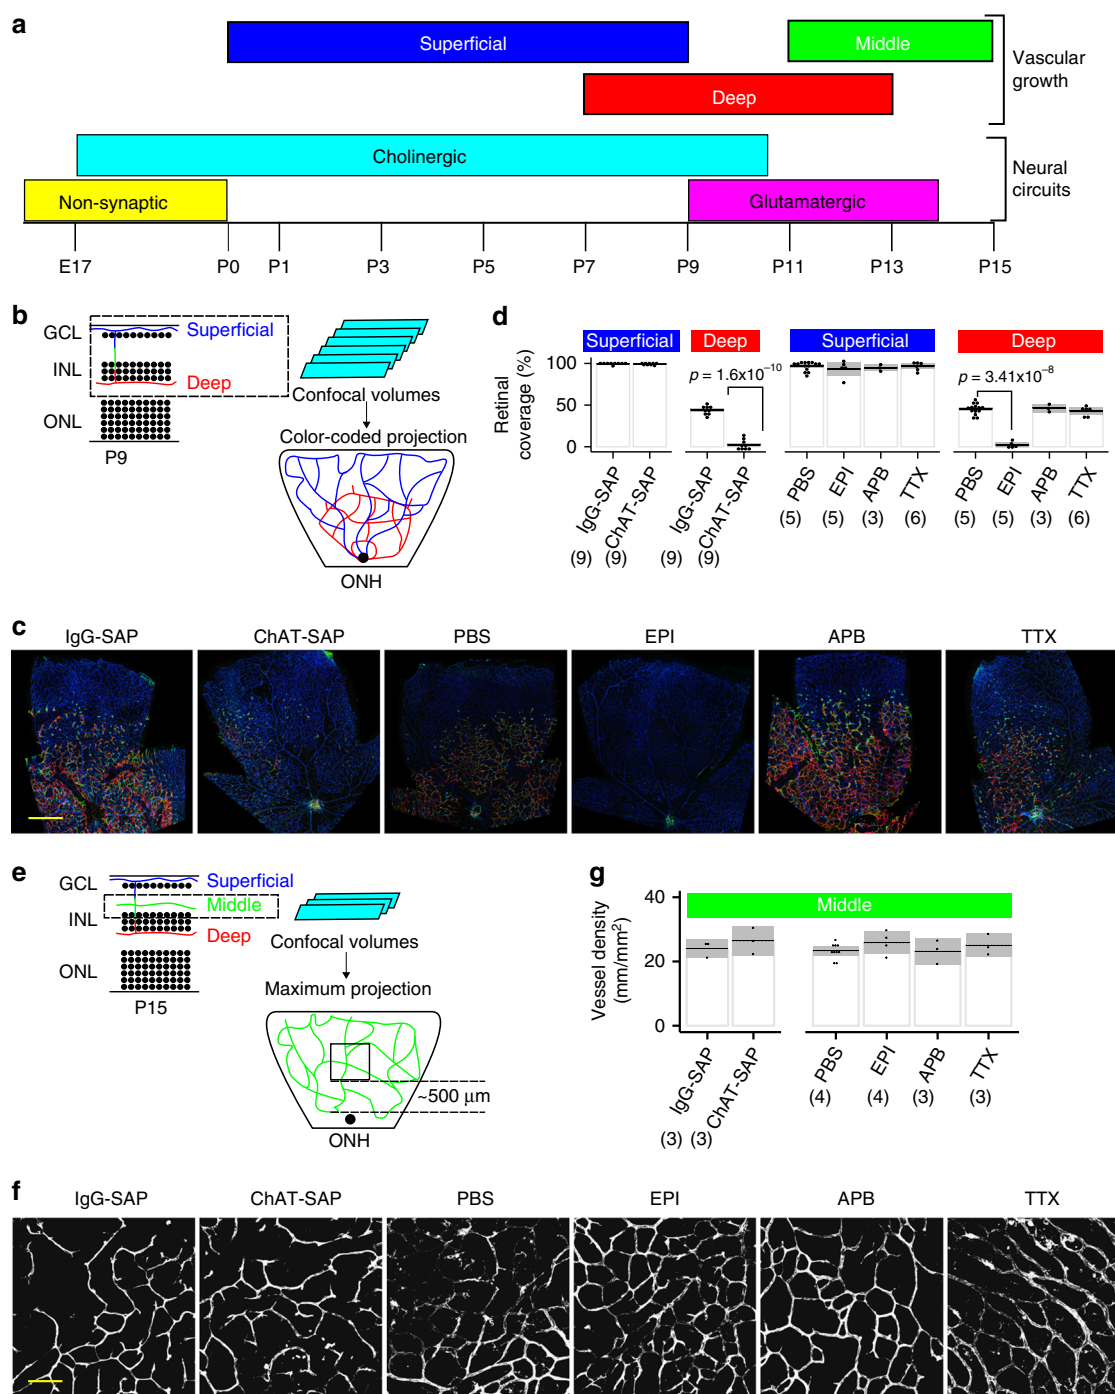 a
Superficial
Middle
Vascular
growth
Deep
Cholinergic
Neural
circuits
Non-synaptic
Glutamatergic
E17 P0 P1 P3 P5 P7 P9 P11 P13 P15
b
GCL
Superficial
INL
Deep
ONL
P9
Confocal volumes
Color-coded projection
ONH
d
Superficial Deep Superficial Deep
Retinal
coverage (%)
100
50
0
p = 1.6x10⁻¹⁰
p = 3.41x10⁻⁸
IgG-SAP ChAT-SAP IgG-SAP ChAT-SAP PBS EPI APB TTX PBS EPI APB TTX
(5) (5) (3) (6) (5) (5) (3) (6)
(9) (9) (9) (9)
c
IgG-SAP ChAT-SAP PBS EPI APB TTX
e
GCL
Superficial
Middle
INL
Deep
ONL
P15
Confocal volumes
Maximum projection
~500 µm
ONH
g
Middle
Vessel density
(mm/mm²)
40
20
0
IgG-SAP ChAT-SAP PBS EPI APB TTX
(4) (4) (3) (3)
(3) (3)
f
IgG-SAP ChAT-SAP PBS EPI APB TTX